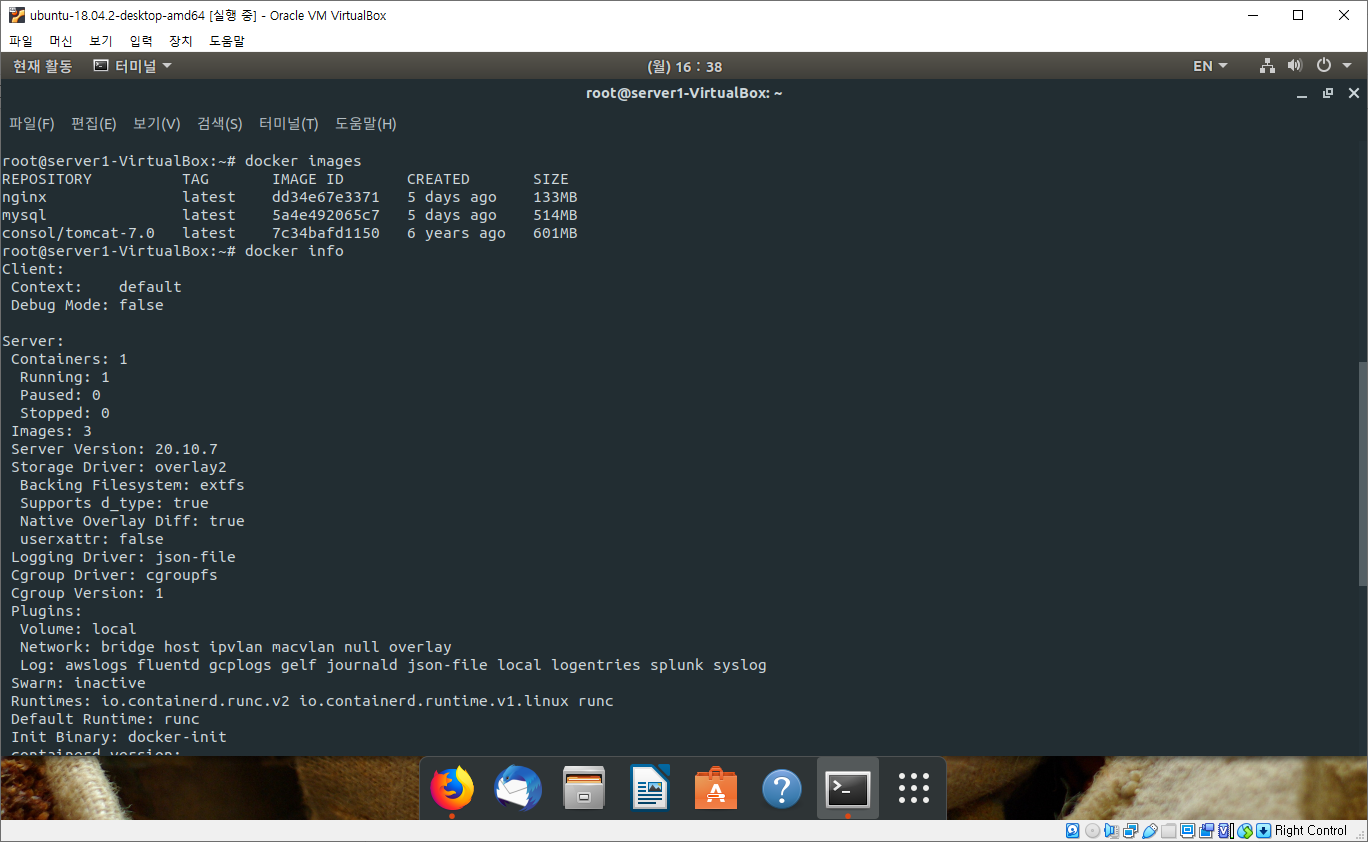 ubuntu-18.04.2-desktop-amd64 [실행 중] - Oracle VM VirtualBox
파일 머신 보기 입력 장치 도움말
현재 활동 터미널 (월) 16 : 38 EN
root@server1-VirtualBox: ~
파일(F) 편집(E) 보기(V) 검색(S) 터미널(T) 도움말(H)
root@server1-VirtualBox:~# docker images
REPOSITORY TAG IMAGE ID CREATED SIZE
nginx latest dd34e67e3371 5 days ago 133MB
mysql latest 5a4e492065c7 5 days ago 514MB
consol/tomcat-7.0 latest 7c34bafd1150 6 years ago 601MB
root@server1-VirtualBox:~# docker info
Client:
Context: default
Debug Mode: false
Server:
Containers: 1
Running: 1
Paused: 0
Stopped: 0
Images: 3
Server Version: 20.10.7
Storage Driver: overlay2
Backing Filesystem: extfs
Supports d_type: true
Native Overlay Diff: true
userxattr: false
Logging Driver: json-file
Cgroup Driver: cgroupfs
Cgroup Version: 1
Plugins:
Volume: local
Network: bridge host ipvlan macvlan null overlay
Log: awslogs fluentd gcplogs gelf journald json-file local logentries splunk syslog
Swarm: inactive
Runtimes: io.containerd.runc.v2 io.containerd.runtime.v1.linux runc
Default Runtime: runc
Init Binary: docker-init
containerd version:
Right Control